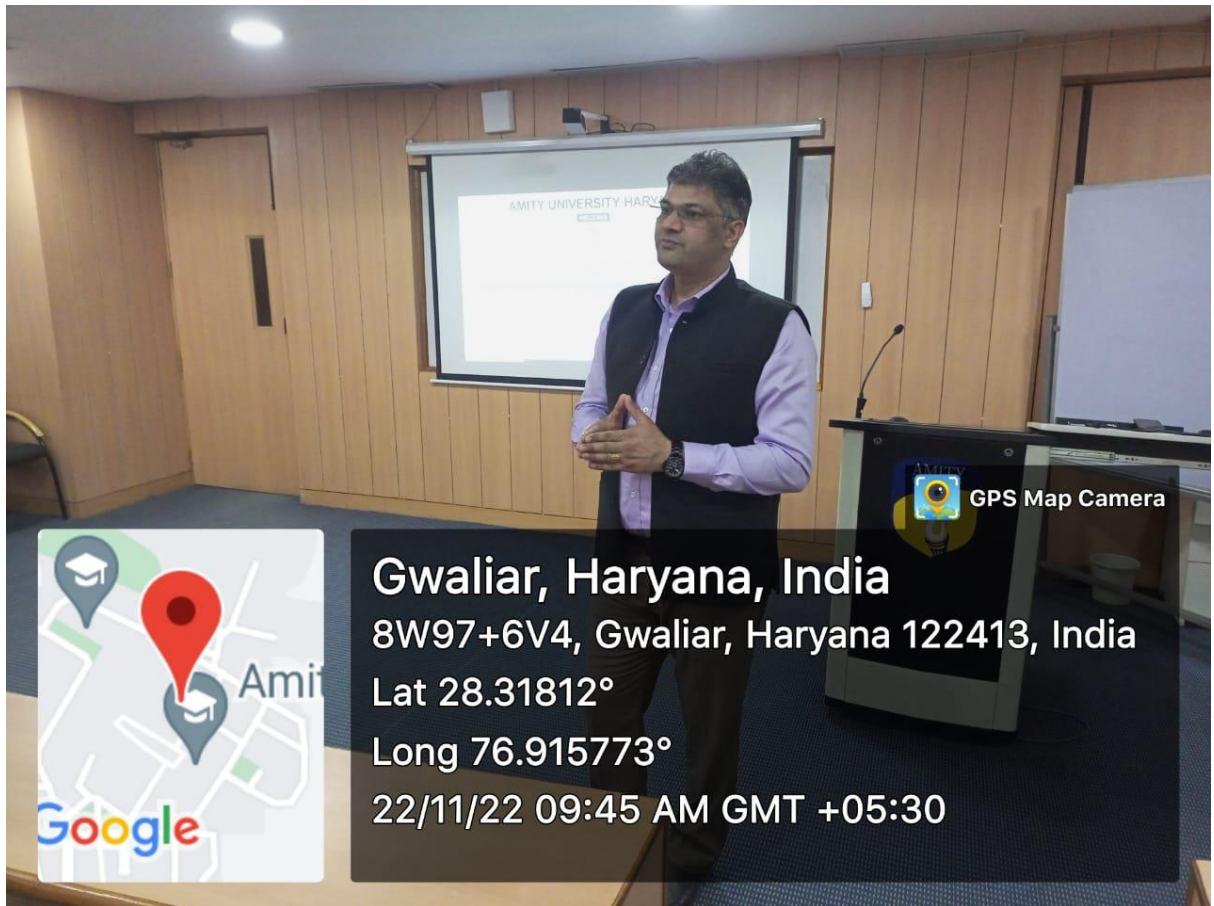 AMITY UNIVERSITY HARY
AMITY
GPS Map Camera
Gwaliar, Haryana, India
8W97+6V4, Gwaliar, Haryana 122413, India
Lat 28.31812°
Long 76.915773°
22/11/22 09:45 AM GMT +05:30
Amit
Google